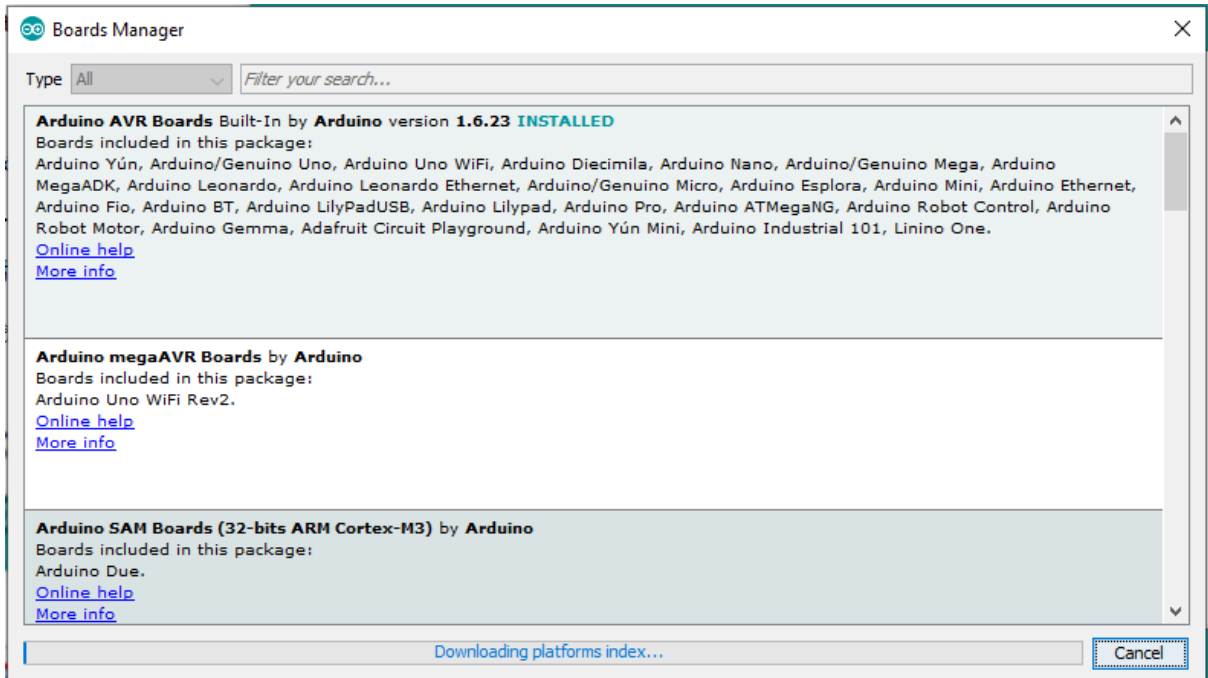 Boards Manager
Type All Filter your search...
Arduino AVR Boards Built-In by Arduino version 1.6.23 INSTALLED
Boards included in this package:
Arduino Yún, Arduino/Genuino Uno, Arduino Uno WiFi, Arduino Diecimila, Arduino Nano, Arduino/Genuino Mega, Arduino
MegaADK, Arduino Leonardo, Arduino Leonardo Ethernet, Arduino/Genuino Micro, Arduino Esplora, Arduino Mini, Arduino Ethernet,
Arduino Fio, Arduino BT, Arduino LilyPadUSB, Arduino Lilypad, Arduino Pro, Arduino ATMegaNG, Arduino Robot Control, Arduino
Robot Motor, Arduino Gemma, Adafruit Circuit Playground, Arduino Yún Mini, Arduino Industrial 101, Linino One.
Online help
More info
Arduino megaAVR Boards by Arduino
Boards included in this package:
Arduino Uno WiFi Rev2.
Online help
More info
Arduino SAM Boards (32-bits ARM Cortex-M3) by Arduino
Boards included in this package:
Arduino Due.
Online help
More info
Downloading platforms index...
Cancel